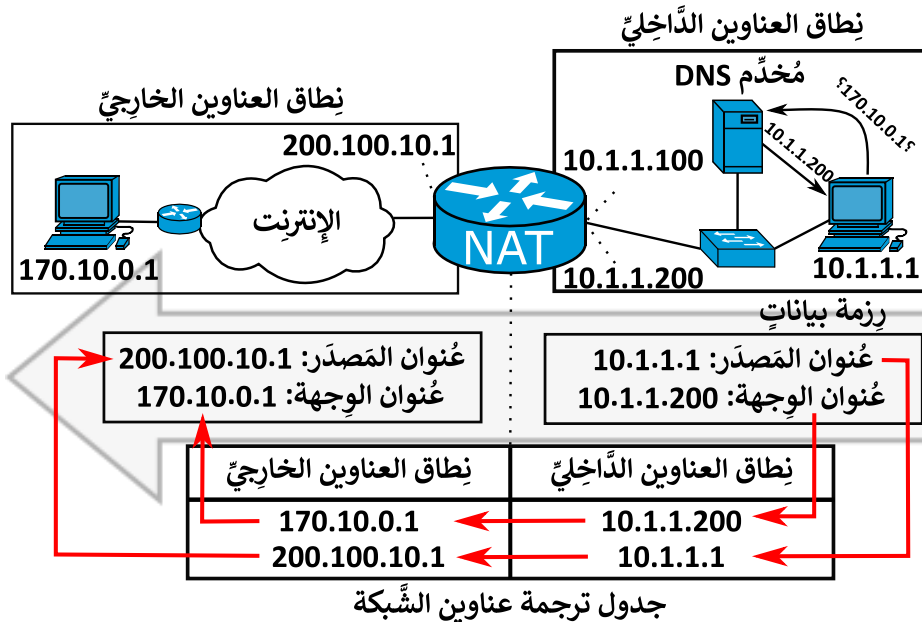 نِطاق العناوين الدَّاخِليِّ
مُخدِّم DNS
؟170.10.0.1؟
10.1.1.200
نِطاق العناوين الخارِجيِّ
200.100.10.1
10.1.1.100
الإنترنِت
NAT
170.10.0.1
10.1.1.200
10.1.1.1
رِزمة بياناتٍ
عُنوان المَصدَر: 10.1.1.1
عُنوان الوِجهة: 10.1.1.200
عُنوان المَصدَر: 200.100.10.1
عُنوان الوِجهة: 170.10.0.1
نِطاق العناوين الدَّاخِليِّ
نِطاق العناوين الخارِجيِّ
10.1.1.200
170.10.0.1
10.1.1.1
200.100.10.1
جدول ترجمة عناوين الشَّبكة